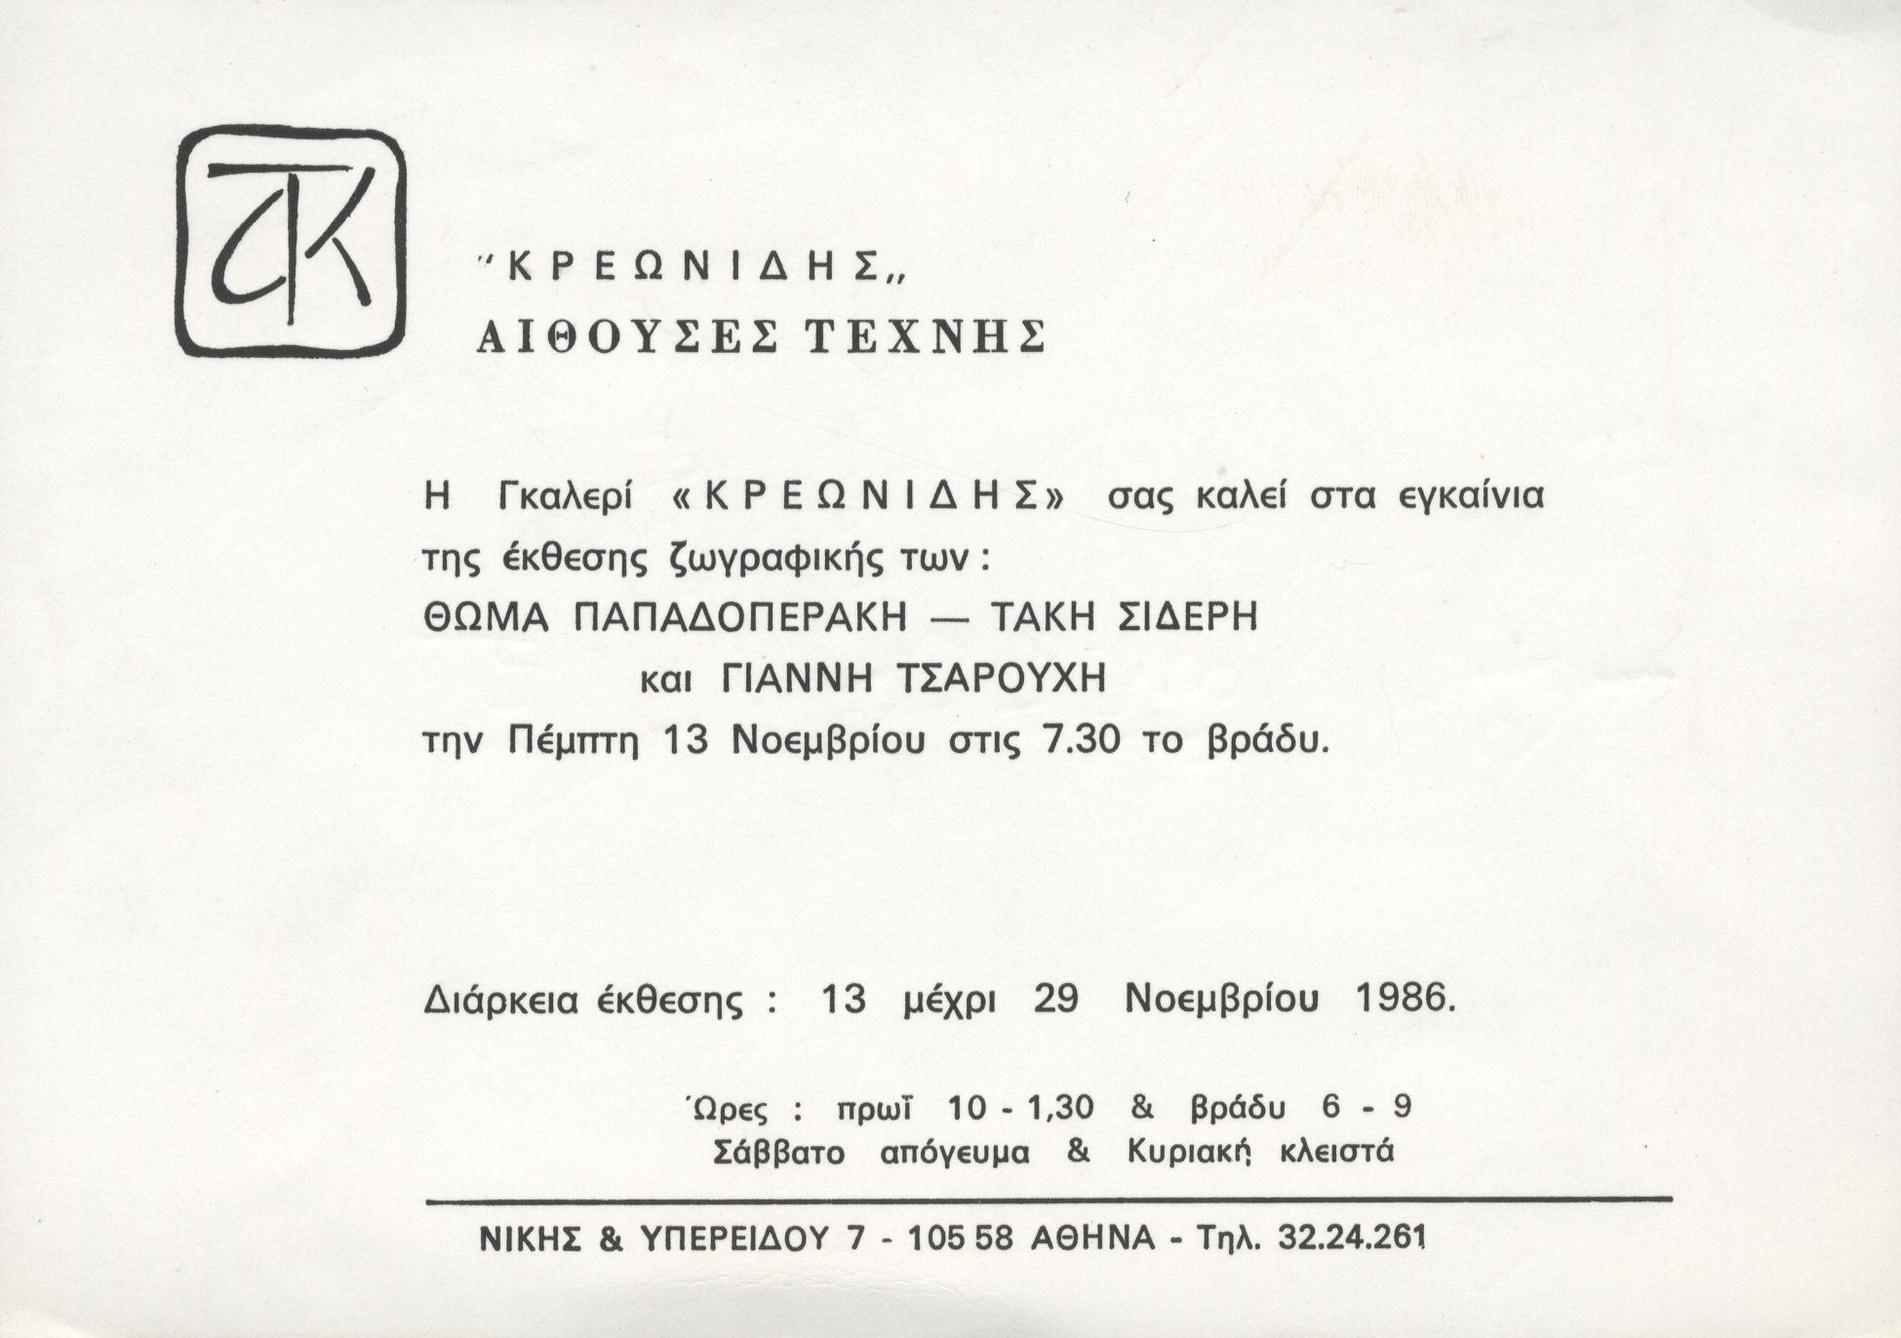 "ΚΡΕΩΝΙΔΗΣ„
ΑΙΘΟΥΣΕΣ ΤΕΧΝΗΣ
Η Γκαλερί «ΚΡΕΩΝΙΔΗΣ» σας καλεί στα εγκαίνια
της έκθεσης ζωγραφικής των :
ΘΩΜΑ ΠΑΠΑΔΟΠΕΡΑΚΗ — ΤΑΚΗ ΣΙΔΕΡΗ
και ΓΙΑΝΝΗ ΤΣΑΡΟΥΧΗ
την Πέμπτη 13 Νοεμβρίου στις 7.30 το βράδυ.
Διάρκεια έκθεσης : 13 μέχρι 29 Νοεμβρίου 1986.
Ώρες : πρωΐ 10 - 1,30 & βράδυ 6 - 9
Σάββατο απόγευμα & Κυριακή κλειστά
ΝΙΚΗΣ & ΥΠΕΡΕΙΔΟΥ 7 - 105 58 ΑΘΗΝΑ - Τηλ. 32.24.261